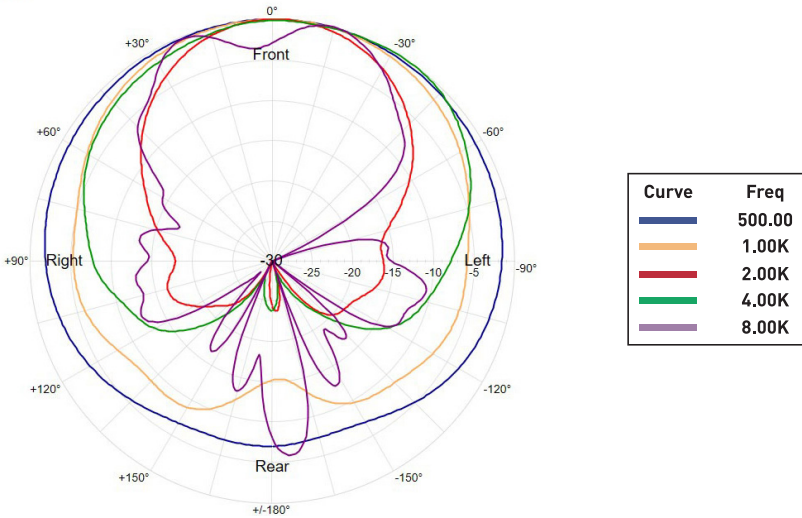 0°
+30°
-30°
Front
+60°
-60°
+90°
Right
-30
-25
-20
-15
-10
-5
Left
-90°
+120°
-120°
Rear
+150°
-150°
+/-180°
Curve Freq
500.00
1.00K
2.00K
4.00K
8.00K